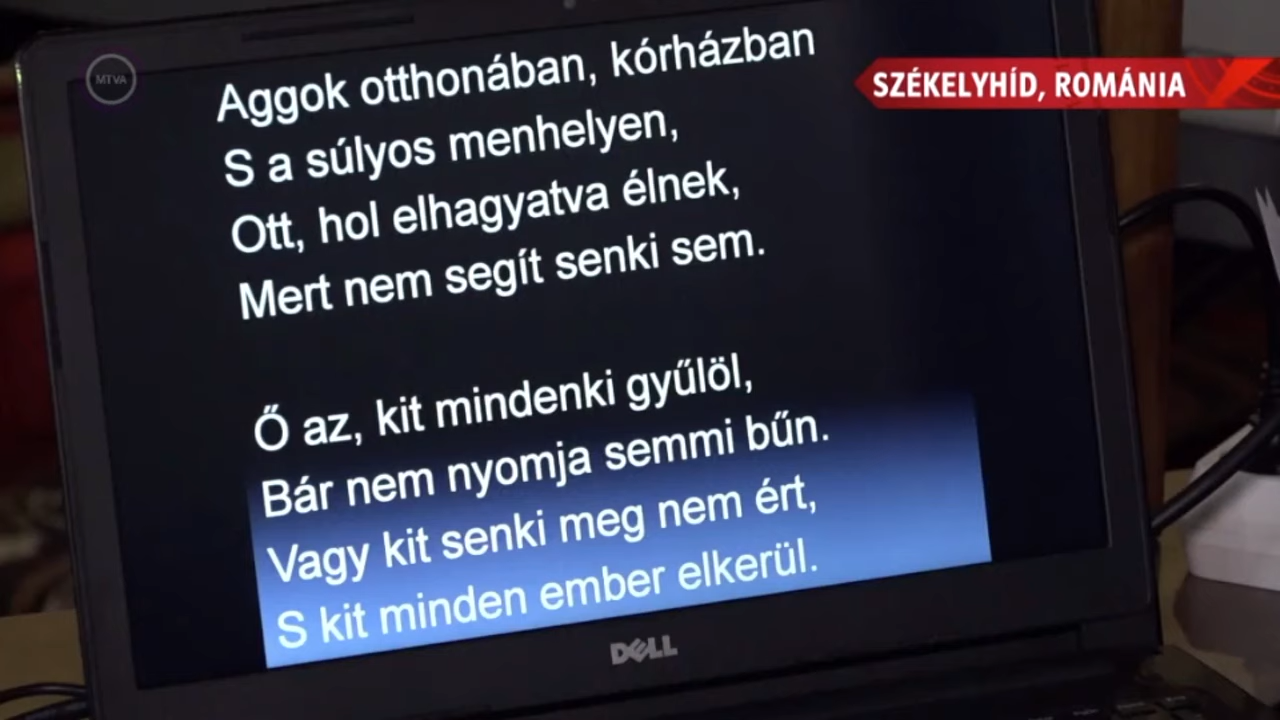 MTVA
SZÉKELYHÍD, ROMÁNIA
Aggok otthonában, kórházban
S a súlyos menhelyen,
Ott, hol elhagyatva élnek,
Mert nem segít senki sem.
Ő az, kit mindenki gyűlöl,
Bár nem nyomja semmi bűn.
Vagy kit senki meg nem ért,
S kit minden ember elkerül.
DELL